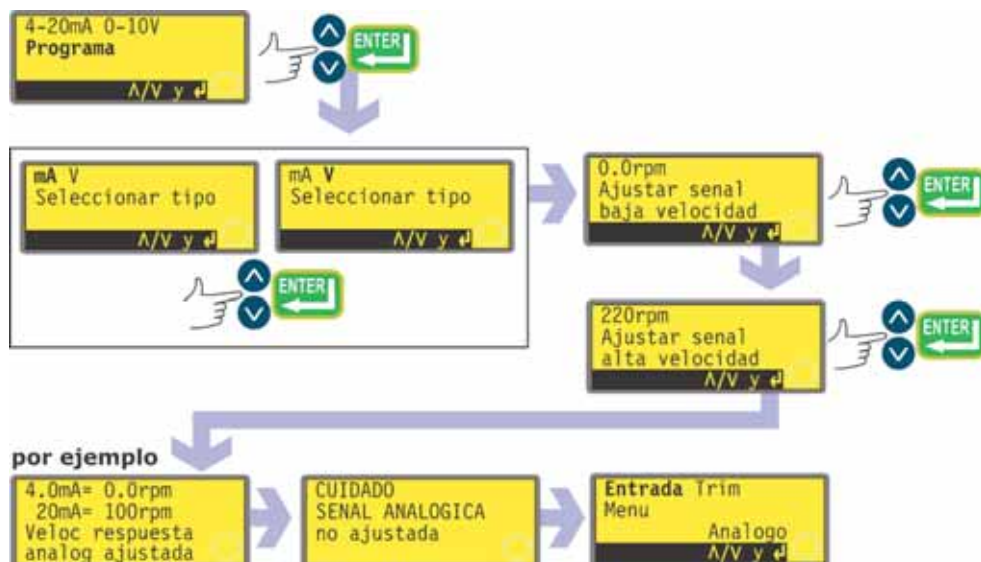 4-20mA 0-10V
Programa
Λ/V y ↲
ENTER
mA V
Seleccionar tipo
Λ/V y ↲
mA V
Seleccionar tipo
Λ/V y ↲
ENTER
0.0rpm
Ajustar senal
baja velocidad
Λ/V y ↲
ENTER
220rpm
Ajustar senal
alta velocidad
Λ/V y ↲
ENTER
por ejemplo
4.0mA= 0.0rpm
20mA= 100rpm
Veloc respuesta
analog ajustada
CUIDADO
SENAL ANALOGICA
no ajustada
Entrada Trim
Menu
Analogo
Λ/V y ↲